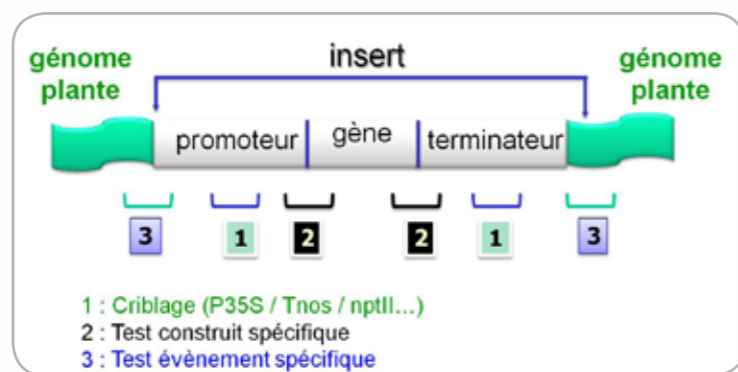 génome
plante
insert
génome
plante
promoteur
gène
terminateur
3
1
2
2
1
3
1 : Criblage (P35S / Tnos / nptII...)
2 : Test construit spécifique
3 : Test évènement spécifique